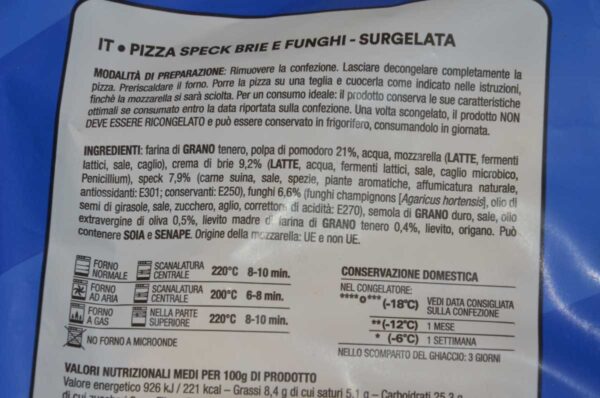 IT • PIZZA SPECK BRIE E FUNGHI - SURGELATA
MODALITÀ DI PREPARAZIONE: Rimuovere la confezione. Lasciare decongelare completamente la
pizza. Preriscaldare il forno. Porre la pizza su una teglia e cuocerla come indicato nelle istruzioni,
finchè la mozzarella si sarà sciolta. Per un consumo ideale: il prodotto conserva le sue caratteristiche
ottimali se consumato entro la data riportata sulla confezione. Una volta scongelato, il prodotto NON
DEVE ESSERE RICONGELATO e può essere conservato in frigorifero, consumandolo in giornata.
INGREDIENTI: farina di GRANO tenero, polpa di pomodoro 21%, acqua, mozzarella (LATTE, fermenti
lattici, sale, caglio), crema di brie 9,2% (LATTE, acqua, fermenti lattici, sale, caglio microbico,
Penicillium), speck 7,9% (carne suina, sale, spezie, piante aromatiche, affumicatura naturale,
antiossidanti: E301; conservanti: E250), funghi 6,6% (funghi champignons [Agaricus hortensis], olio di
semi di girasole, sale, zucchero, aglio, correttore di acidità: E270), semola di GRANO duro, sale, olio
extravergine di oliva 0,5%, lievito madre di farina di GRANO tenero 0,4%, lievito, origano. Può
contenere SOIA e SENAPE. Origine della mozzarella: UE e non UE.
FORNO NORMALE SCANALATURA CENTRALE 220°C 8-10 min.
FORNO AD ARIA SCANALATURA CENTRALE 200°C 6-8 min.
FORNO A GAS NELLA PARTE SUPERIORE 220°C 8-10 min.
NO FORNO A MICROONDE
CONSERVAZIONE DOMESTICA
NEL CONGELATORE:
****o*** (-18°C) VEDI DATA CONSIGLIATA SULLA CONFEZIONE
** (-12°C) 1 MESE
* (-6°C) 1 SETTIMANA
NELLO SCOMPARTO DEL GHIACCIO: 3 GIORNI
VALORI NUTRIZIONALI MEDI PER 100g DI PRODOTTO
Valore energetico 926 kJ / 221 kcal – Grassi 8,4 g di cui saturi 5,1 g – Carboidrati 25,3 g
di cui zuccheri